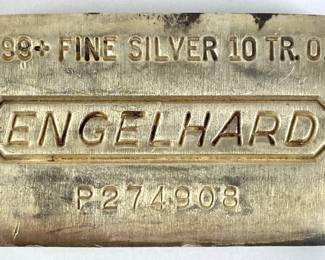 99+ FINE SILVER 10 TR. O
ENGELHARD
P274908